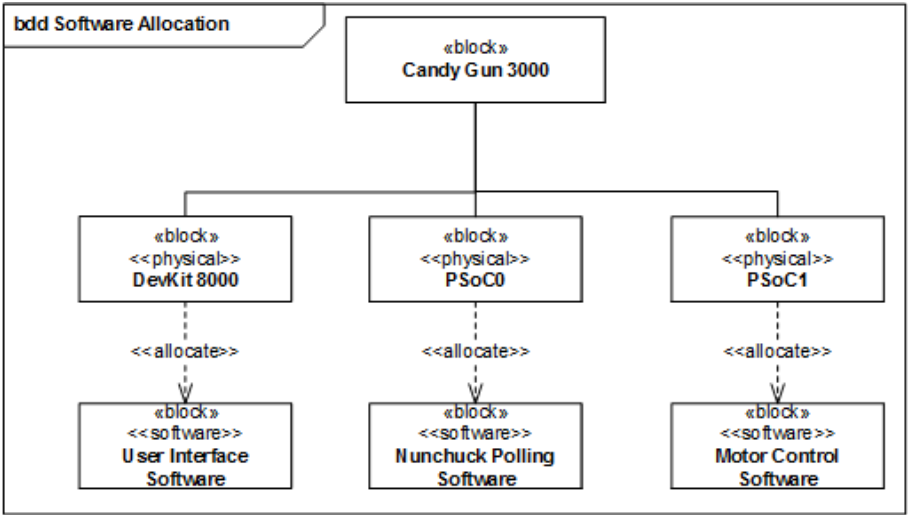 bdd Software Allocation
«block»
Candy Gun 3000
«block»
<<physical>>
DevKit 8000
«block»
<<physical>>
PSoC0
«block»
<<physical>>
PSoC1
<<allocate>>
<<allocate>>
<<allocate>>
«block»
<<software>>
User Interface
Software
«block»
<<software>>
Nunchuck Polling
Software
«block»
<<software>>
Motor Control
Software